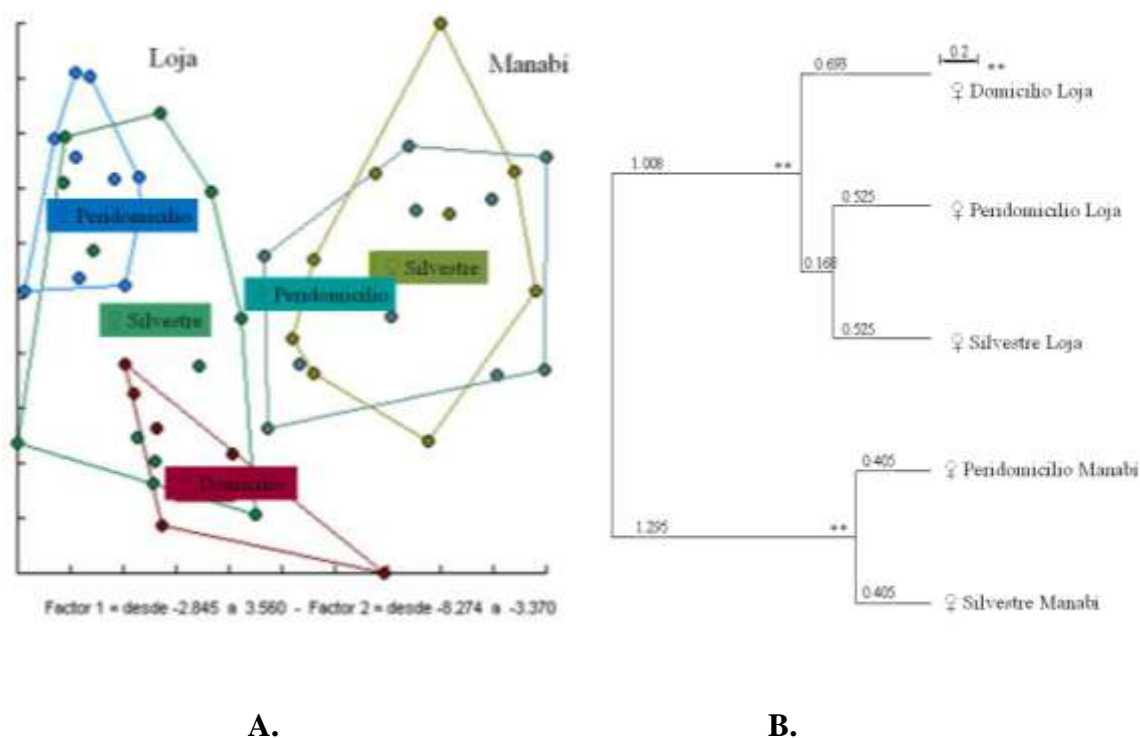 Loja
Manabí
Peridomicilio
♀ Silvestre
Peridomicilio
♀ Silvestre
Domicilio
Factor 1 = desde -2.845 a 3.560 - Factor 2 = desde -8.274 a -3.370
A.
0.2
**
0.693
♀ Domicilio Loja
1.008
**
0.525
♀ Peridomicilio Loja
0.168
0.525
♀ Silvestre Loja
0.405
♀ Peridomicilio Manabi
1.295
**
0.405
♀ Silvestre Manabi
B.